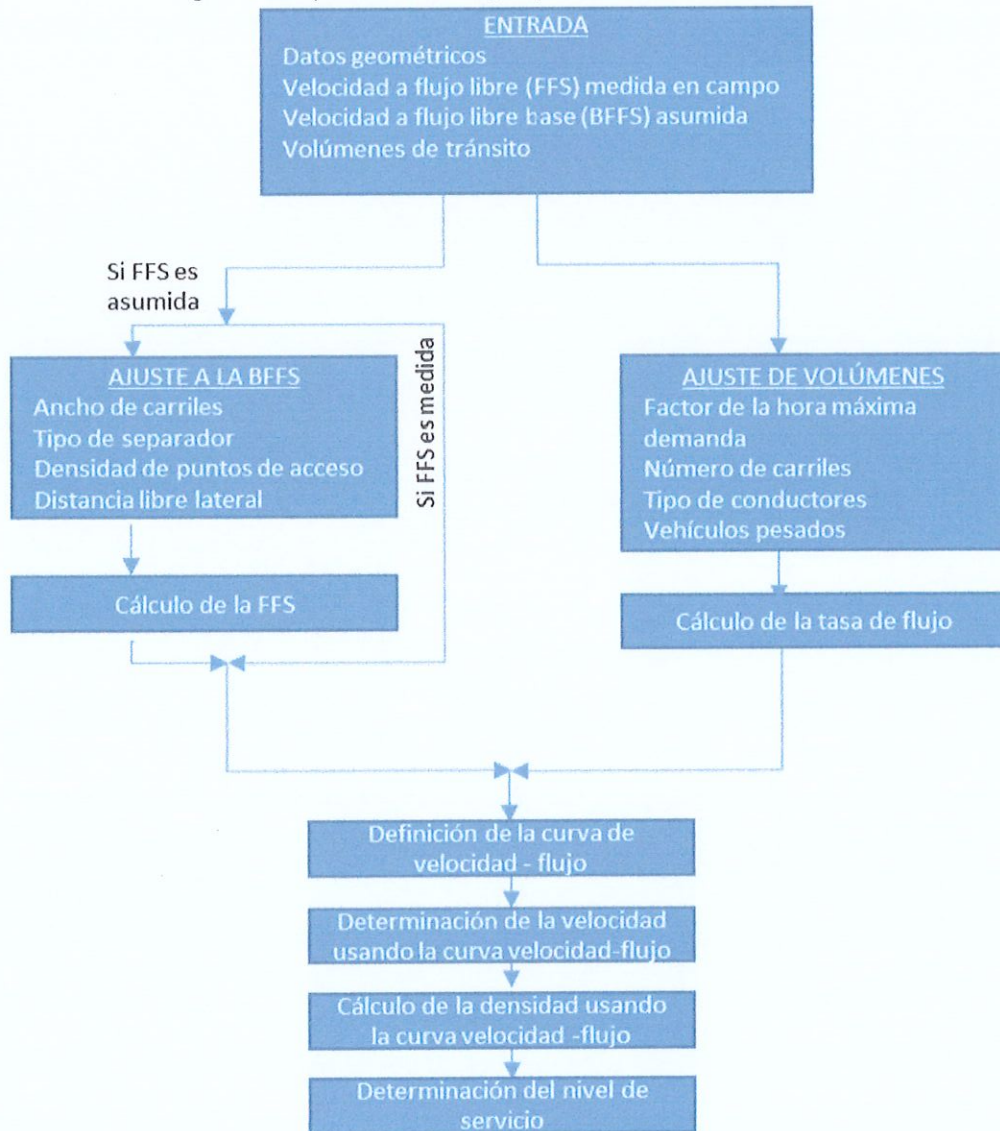 ENTRADA
Datos geométricos
Velocidad a flujo libre (FFS) medida en campo
Velocidad a flujo libre base (BFFS) asumida
Volúmenes de tránsito
Si FFS es
asumida
Si FFS es medida
AJUSTE A LA BFFS
Ancho de carriles
Tipo de separador
Densidad de puntos de acceso
Distancia libre lateral
AJUSTE DE VOLÚMENES
Factor de la hora máxima
demanda
Número de carriles
Tipo de conductores
Vehículos pesados
Cálculo de la FFS
Cálculo de la tasa de flujo
Definición de la curva de
velocidad - flujo
Determinación de la velocidad
usando la curva velocidad-flujo
Cálculo de la densidad usando
la curva velocidad -flujo
Determinación del nivel de
servicio